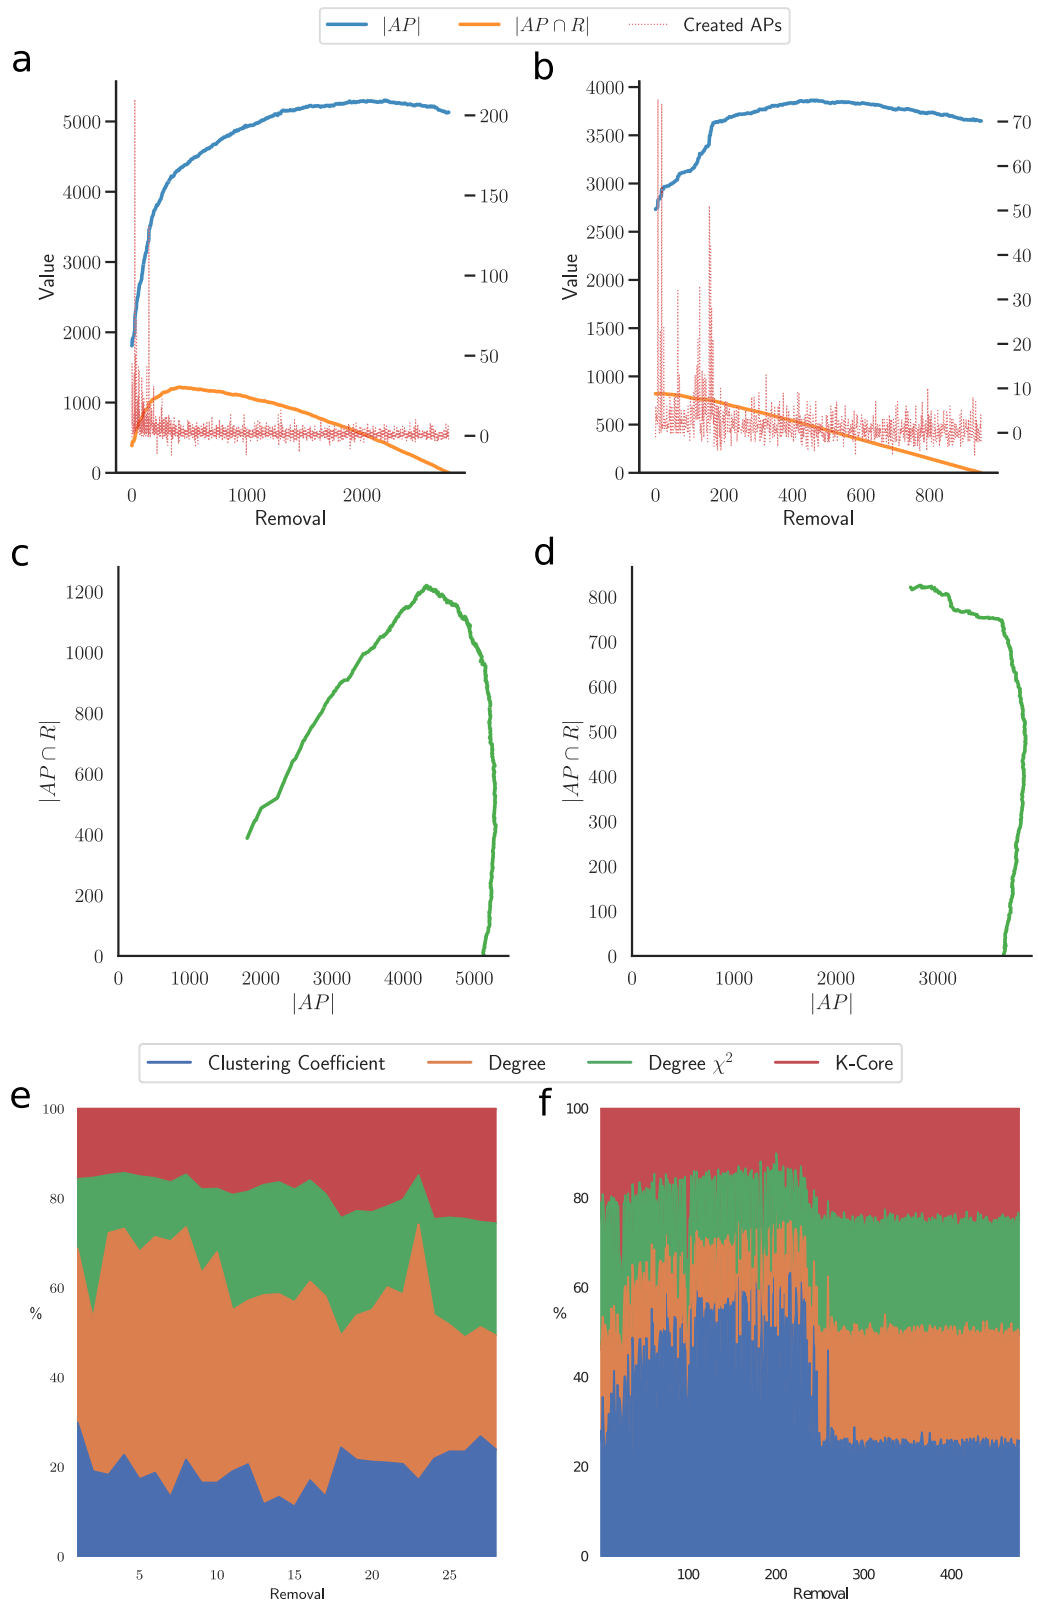 |AP| |AP ∩ R| Created APs
a b
5000
4000
3000
2000
1000
0
Value
200
150
100
50
0
0 1000 2000
Removal
4000
3500
3000
2500
2000
1500
1000
500
0
Value
70
60
50
40
30
20
10
0
0 200 400 600 800
Removal
c d
1200
1000
800
600
400
200
0
|AP ∩ R|
0 1000 2000 3000 4000 5000
|AP|
800
700
600
500
400
300
200
100
0
|AP ∩ R|
0 1000 2000 3000
|AP|
Clustering Coefficient Degree Degree χ² K-Core
e f
100
80
60
40
20
0
%
5 10 15 20 25
Removal
100
80
60
40
20
0
%
100 200 300 400
Removal